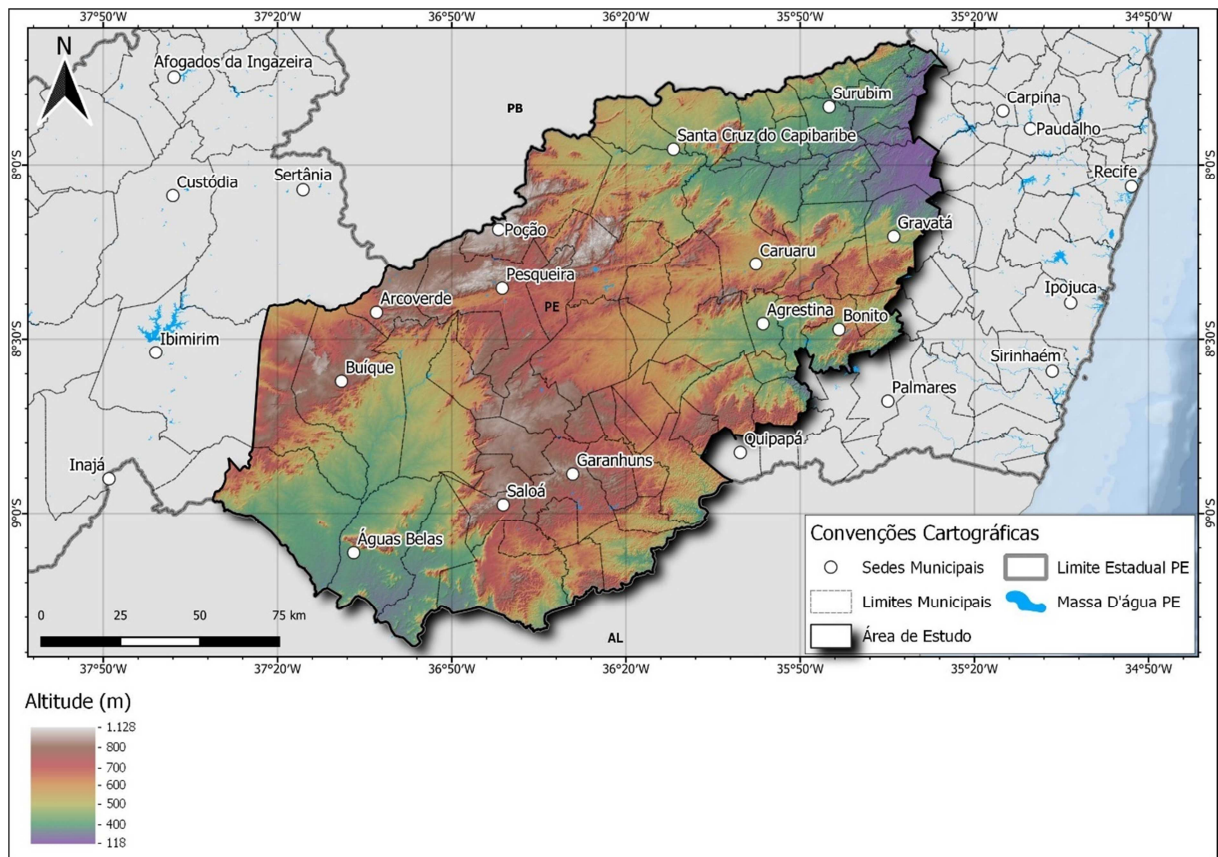 37°50'W 37°20'W 36°50'W 36°20'W 35°50'W 35°20'W 34°50'W
N
Afogados da Ingazeira
PB
Surubim
Carpina
Santa Cruz do Capibaribe
Paudalho
8°0'S
8°0'S
Custódia
Sertânia
Recife
Poção
Gravatá
Caruaru
Pesqueira
Arcoverde
PE
Ipojuca
Agrestina
Bonito
8°30'S
8°30'S
Ibimirim
Sirinhaém
Buíque
Palmares
Quipapá
Inajá
Garanhuns
Saloá
9°0'S
9°0'S
Águas Belas
Convenções Cartográficas
Sedes Municipais
Limite Estadual PE
Limites Municipais
Massa D'água PE
Área de Estudo
0 25 50 75 km
AL
37°50'W 37°20'W 36°50'W 36°20'W 35°50'W 35°20'W 34°50'W
Altitude (m)
- 1.128
- 800
- 700
- 600
- 500
- 400
- 118